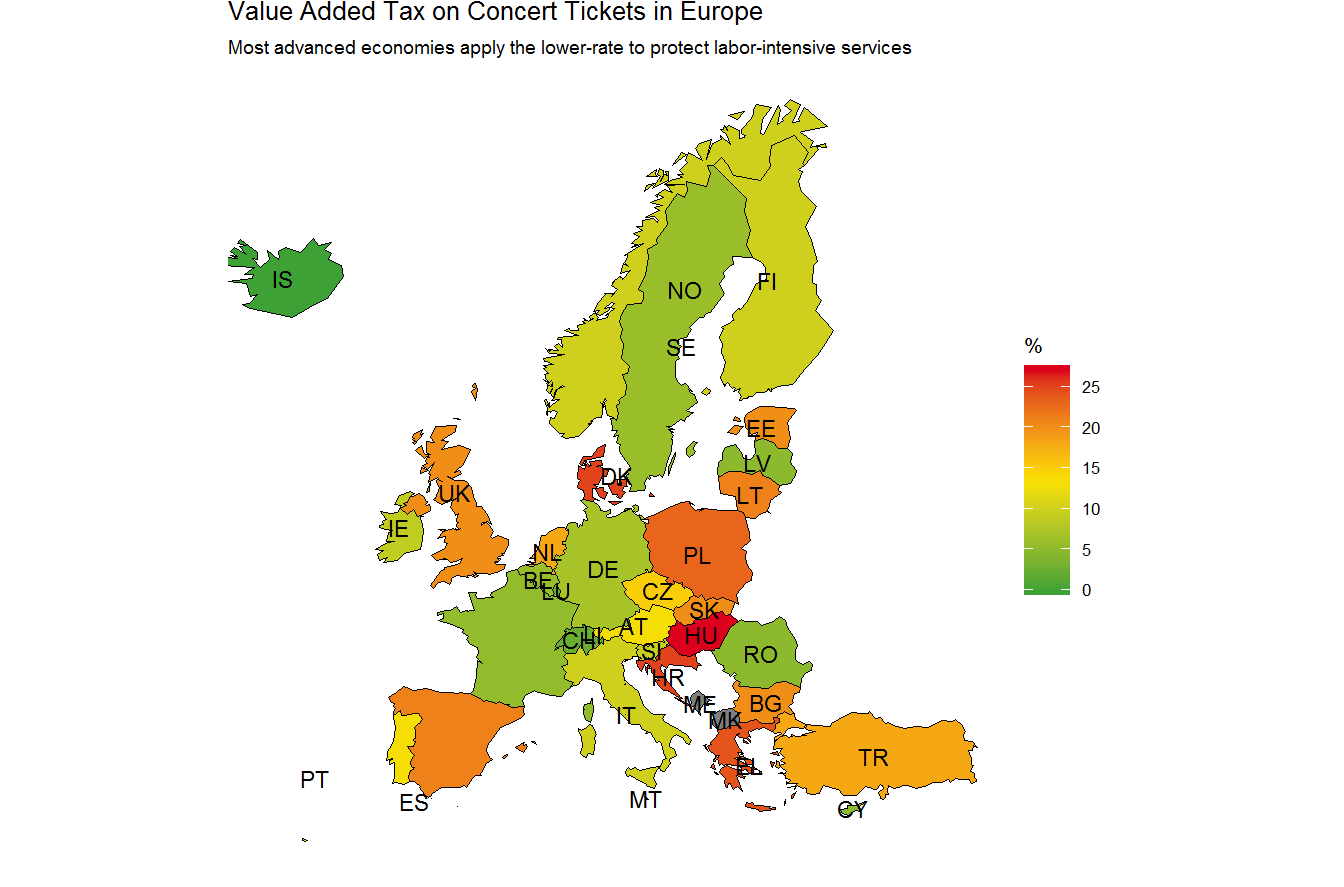 Value Added Tax on Concert Tickets in Europe
Most advanced economies apply the lower-rate to protect labor-intensive services
IS
NO
FI
SE
EE
LV
DK
LT
UK
IE
NL
PL
DE
BE
LU
CZ
SK
AT
HU
CH
LI
SI
RO
HR
ME
BG
MK
IT
TR
EL
PT
MT
ES
CY
%
25
20
15
10
5
0